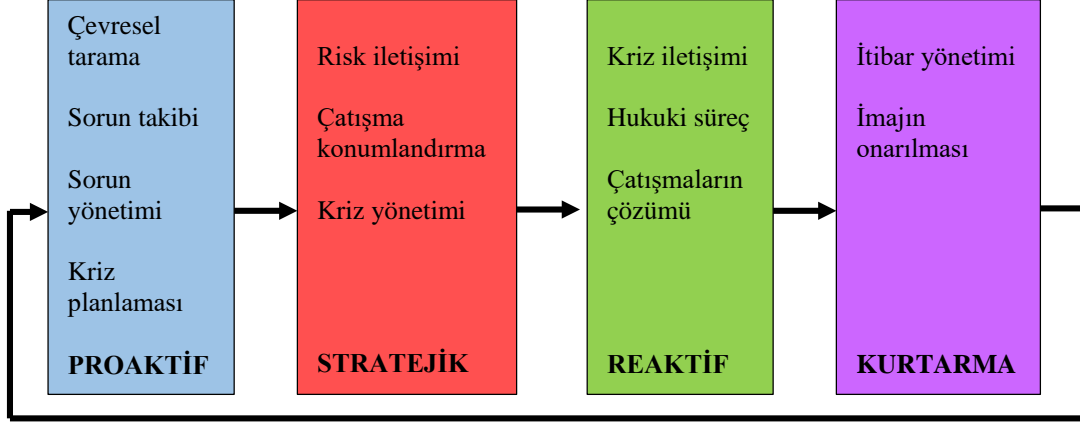 Çevresel
tarama
Sorun takibi
Sorun
yönetimi
Kriz
planlaması
PROAKTİF
Risk iletişimi
Çatışma
konumlandırma
Kriz yönetimi
STRATEJİK
Kriz iletişimi
Hukuki süreç
Çatışmaların
çözümü
REAKTİF
İtibar yönetimi
İmajın
onarılması
KURTARMA